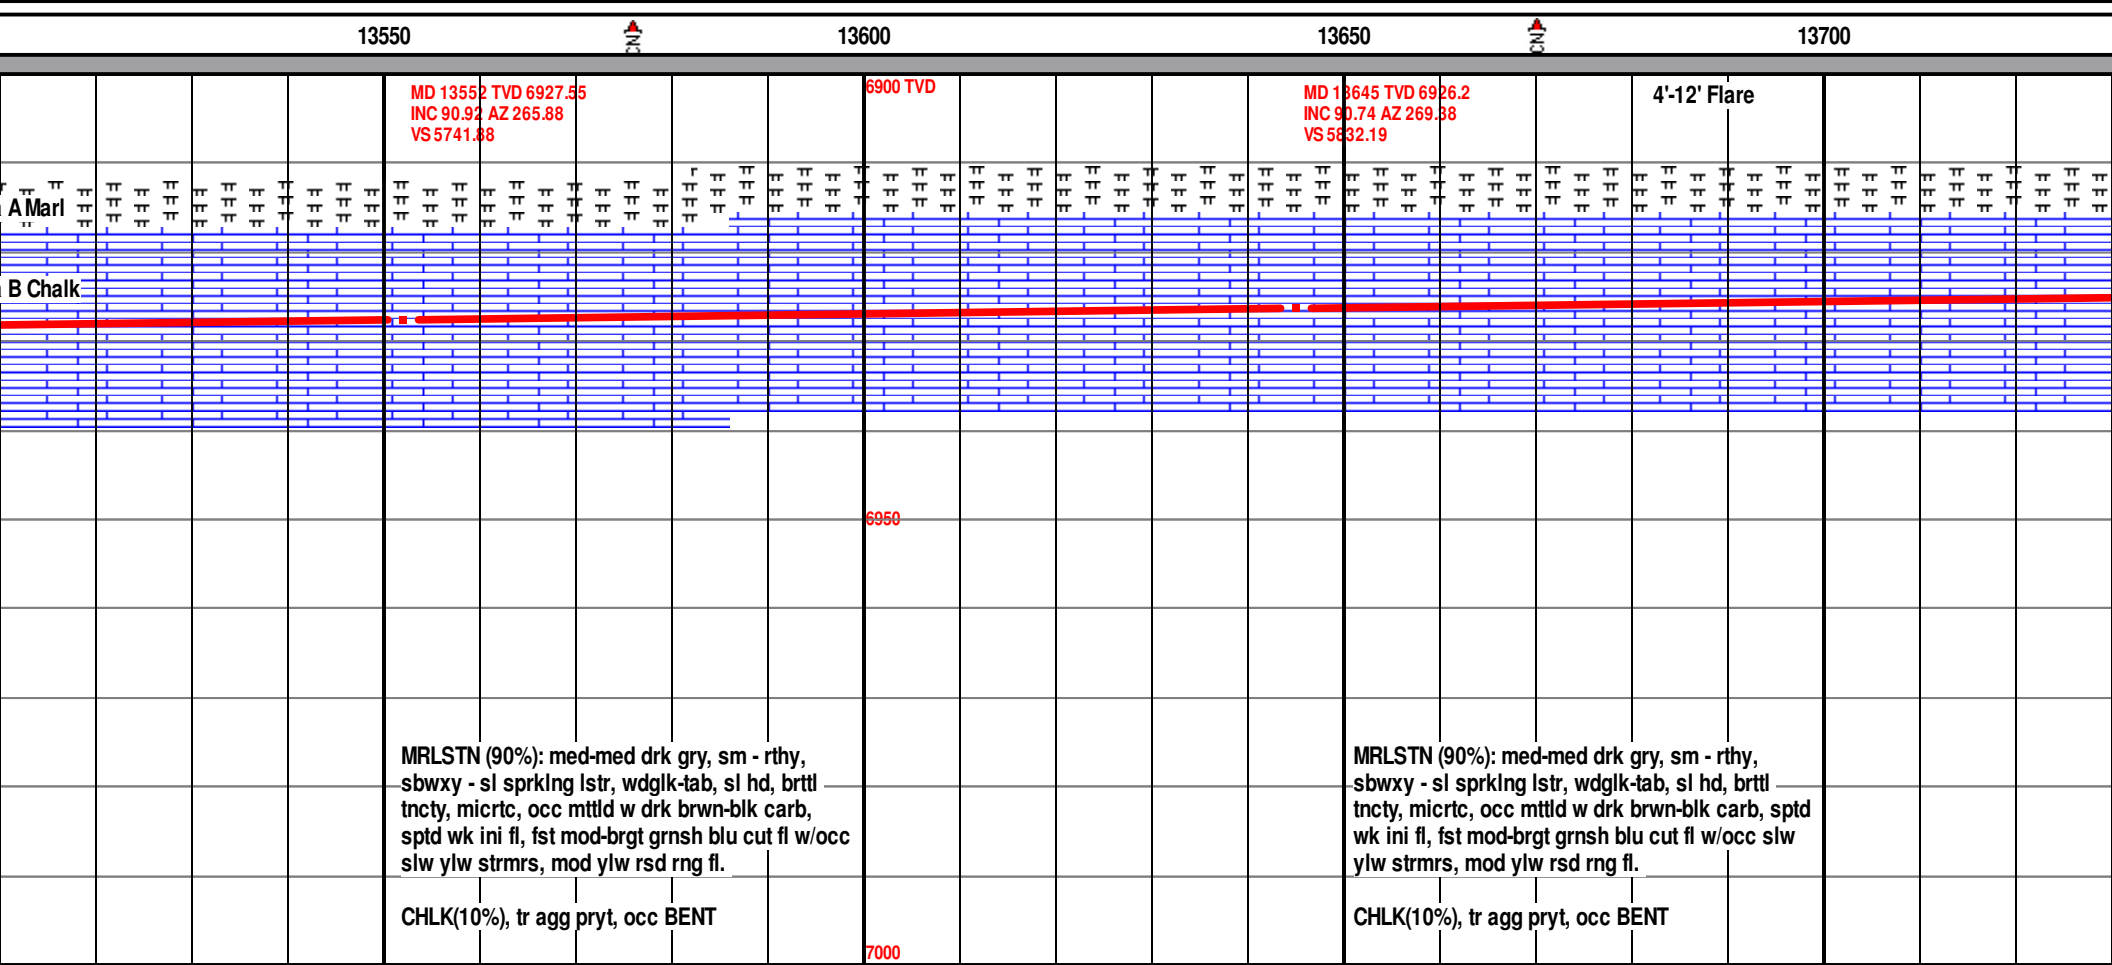 13550
CN
13600
13650
CN
13700
MD 13552 TVD 6927.55
INC 90.92 AZ 265.88
VS 5741.88
6900 TVD
MD 13645 TVD 6926.2
INC 90.74 AZ 269.38
VS 5832.19
4'-12' Flare
A Marl
B Chalk
6950
MRLSTN (90%): med-med drk gry, sm - rthy,
sbwxy - sl sprklng lstr, wdglk-tab, sl hd, brttl
tncty, micrtc, occ mttld w drk brwn-blk carb,
sptd wk ini fl, fst mod-brgt grnsh blu cut fl w/occ
slw ylw strmrs, mod ylw rsd rng fl.
CHLK(10%), tr agg pryt, occ BENT
MRLSTN (90%): med-med drk gry, sm - rthy,
sbwxy - sl sprklng lstr, wdglk-tab, sl hd, brttl
tncty, micrtc, occ mttld w drk brwn-blk carb, sptd
wk ini fl, fst mod-brgt grnsh blu cut fl w/occ slw
ylw strmrs, mod ylw rsd rng fl.
CHLK(10%), tr agg pryt, occ BENT
7000